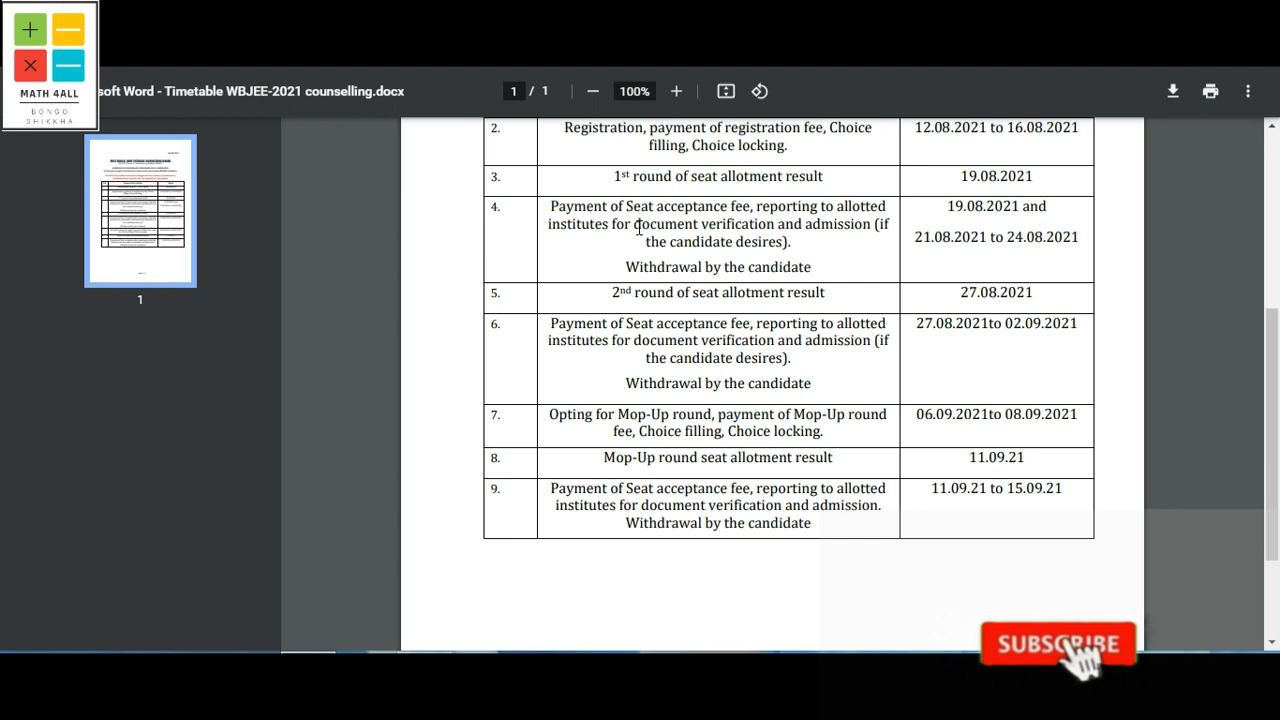 MATH 4ALL
BONGO
SHIKKHA
soft Word - Timetable WBJEE-2021 counselling.docx
1 / 1
100%
1
2. Registration, payment of registration fee, Choice 12.08.2021 to 16.08.2021
filling, Choice locking.
3. 1st round of seat allotment result 19.08.2021
4. Payment of Seat acceptance fee, reporting to allotted 19.08.2021 and
institutes for document verification and admission (if
the candidate desires). 21.08.2021 to 24.08.2021
Withdrawal by the candidate
5. 2nd round of seat allotment result 27.08.2021
6. Payment of Seat acceptance fee, reporting to allotted 27.08.2021to 02.09.2021
institutes for document verification and admission (if
the candidate desires).
Withdrawal by the candidate
7. Opting for Mop-Up round, payment of Mop-Up round 06.09.2021to 08.09.2021
fee, Choice filling, Choice locking.
8. Mop-Up round seat allotment result 11.09.21
9. Payment of Seat acceptance fee, reporting to allotted 11.09.21 to 15.09.21
institutes for document verification and admission.
Withdrawal by the candidate
SUBSCRIBE